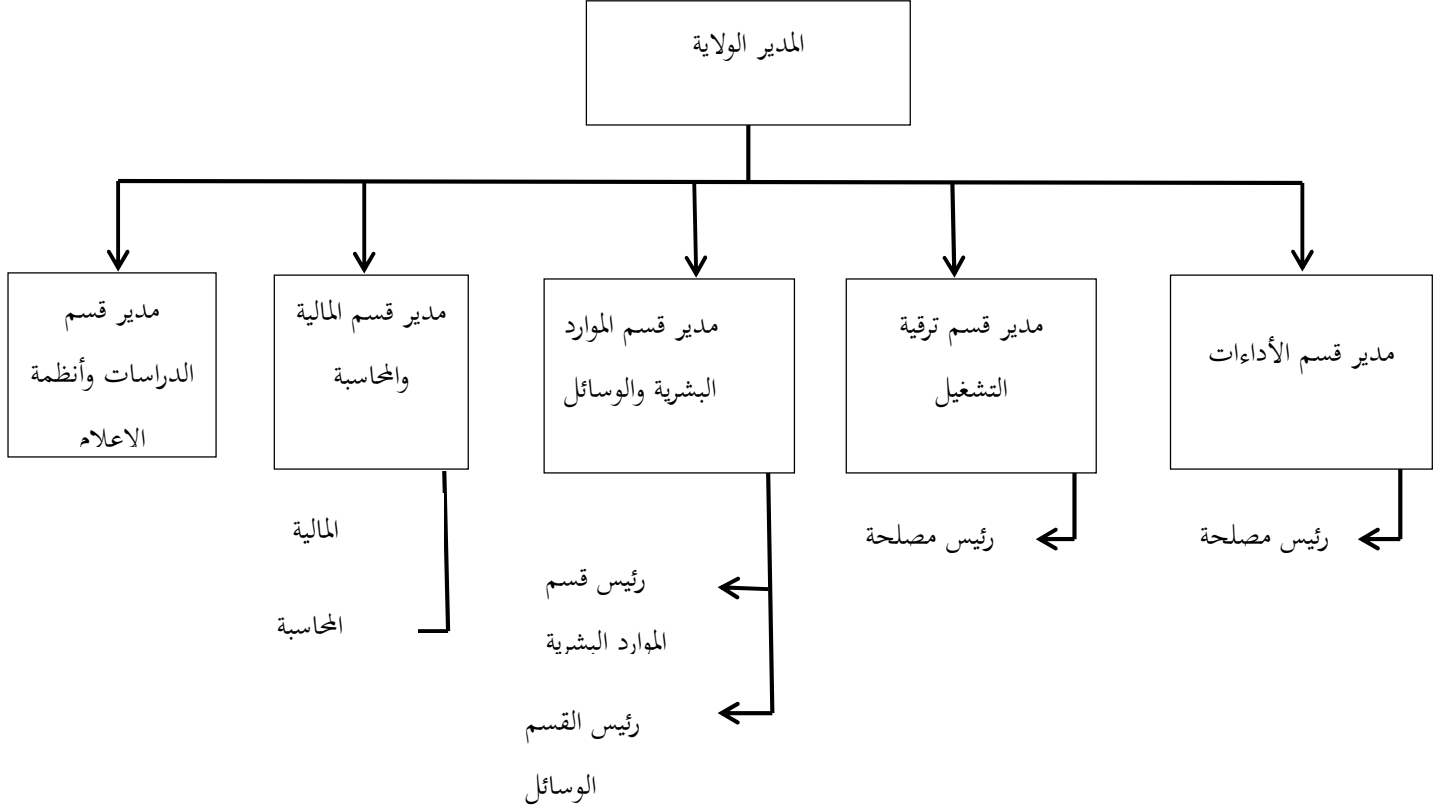 المدير الولاية
مدير قسم الأداءات
مدير قسم ترقية
التشغيل
مدير قسم الموارد
البشرية والوسائل
مدير قسم المالية
والمحاسبة
مدير قسم
الدراسات وأنظمة
الاعلام
رئيس مصلحة
رئيس مصلحة
رئيس قسم
الموارد البشرية
رئيس القسم
الوسائل
المالية
المحاسبة